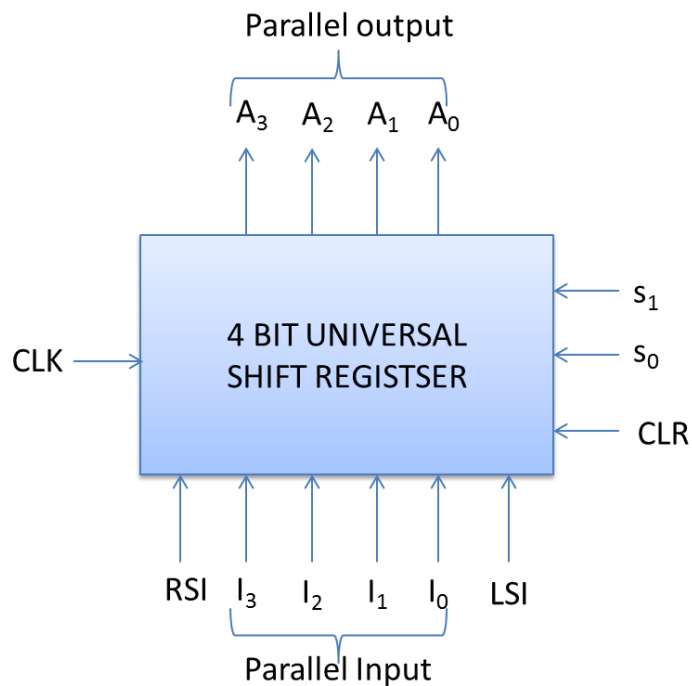 Parallel output
A₃ A₂ A₁ A₀
s₁
4 BIT UNIVERSAL
SHIFT REGISTSER
CLK
s₀
CLR
RSI I₃ I₂ I₁ I₀ LSI
Parallel Input